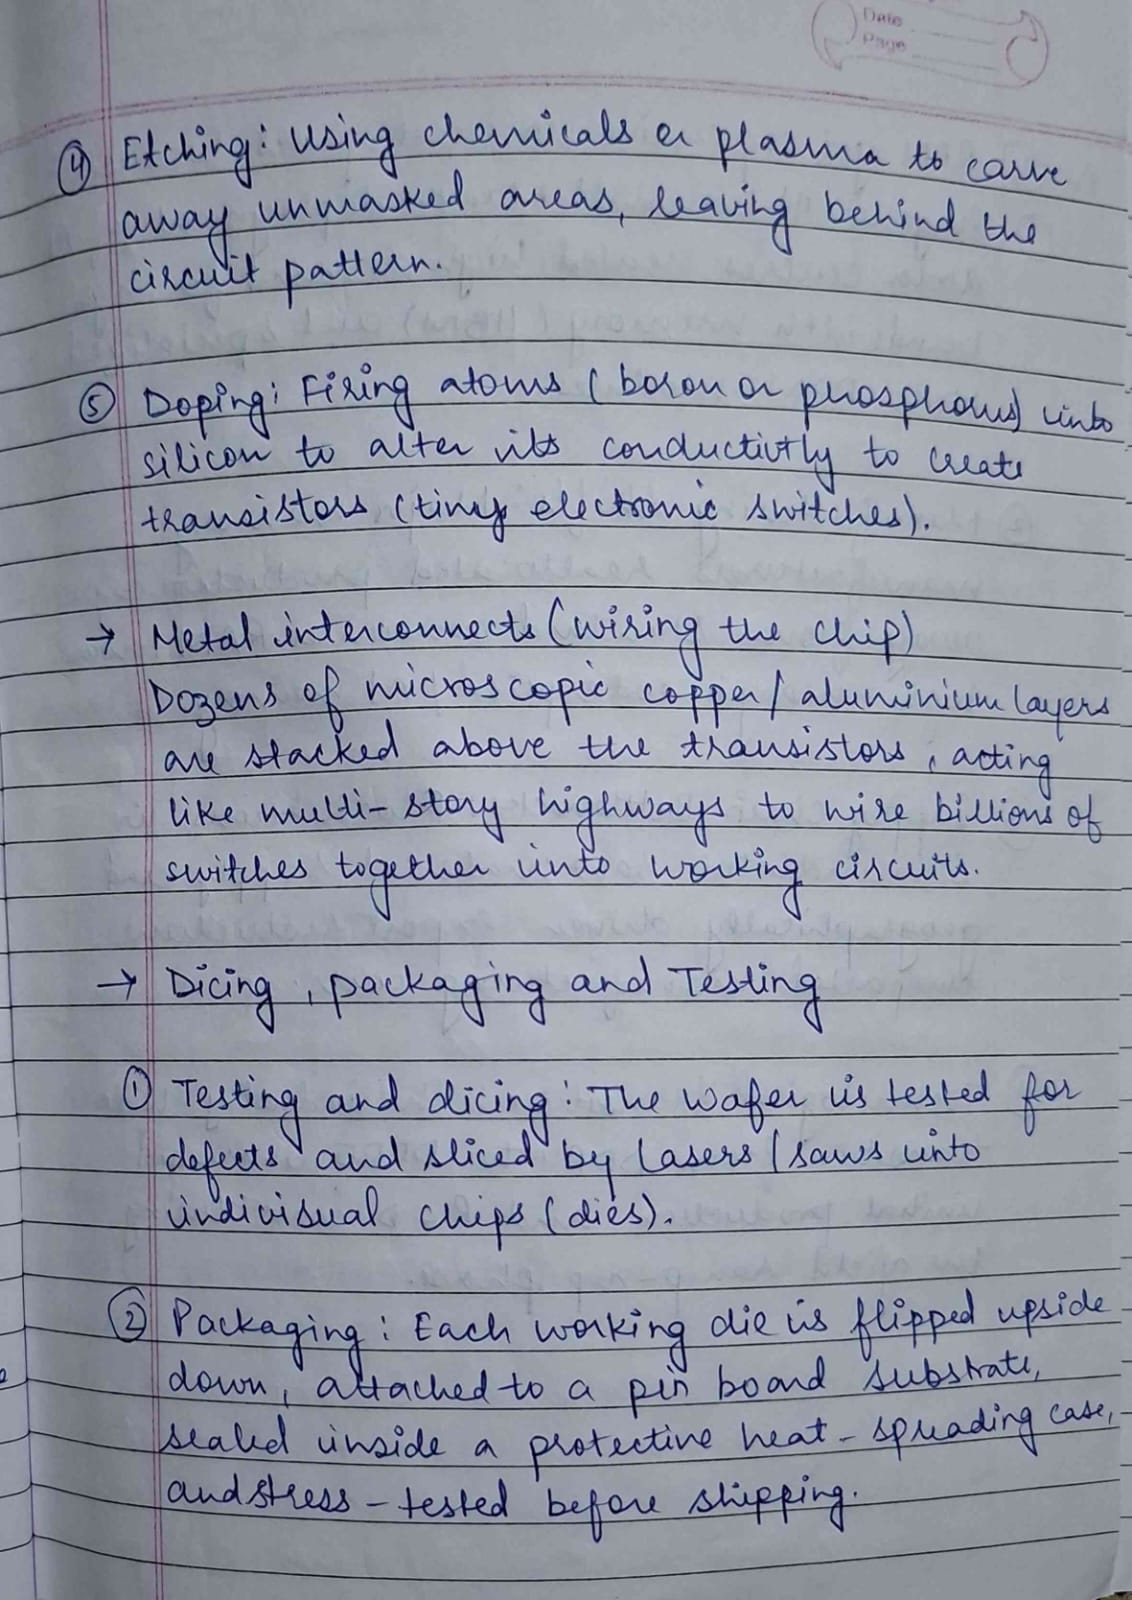 Date
Page
④ Etching: Using chemicals or plasma to carve
away unmasked areas, leaving behind the
circuit pattern.
⑤ Doping: Firing atoms (boron or phosphorus) into
silicon to alter its conductivtly to create
transistors (tiny electronic switches).
→ Metal interconnects (wiring the chip)
Dozens of microscopic copper/aluminium layers
are stacked above the transistors, acting
like multi-story highways to wire billions of
switches together into working circuits.
→ Dicing, packaging and Testing
① Testing and dicing: The wafer is tested for
defects and sliced by lasers/saws into
individual chips (dies).
② Packaging: Each working die is flipped upside
down, attached to a pin board substrate,
sealed inside a protective heat-spreading case,
and stress-tested before shipping.